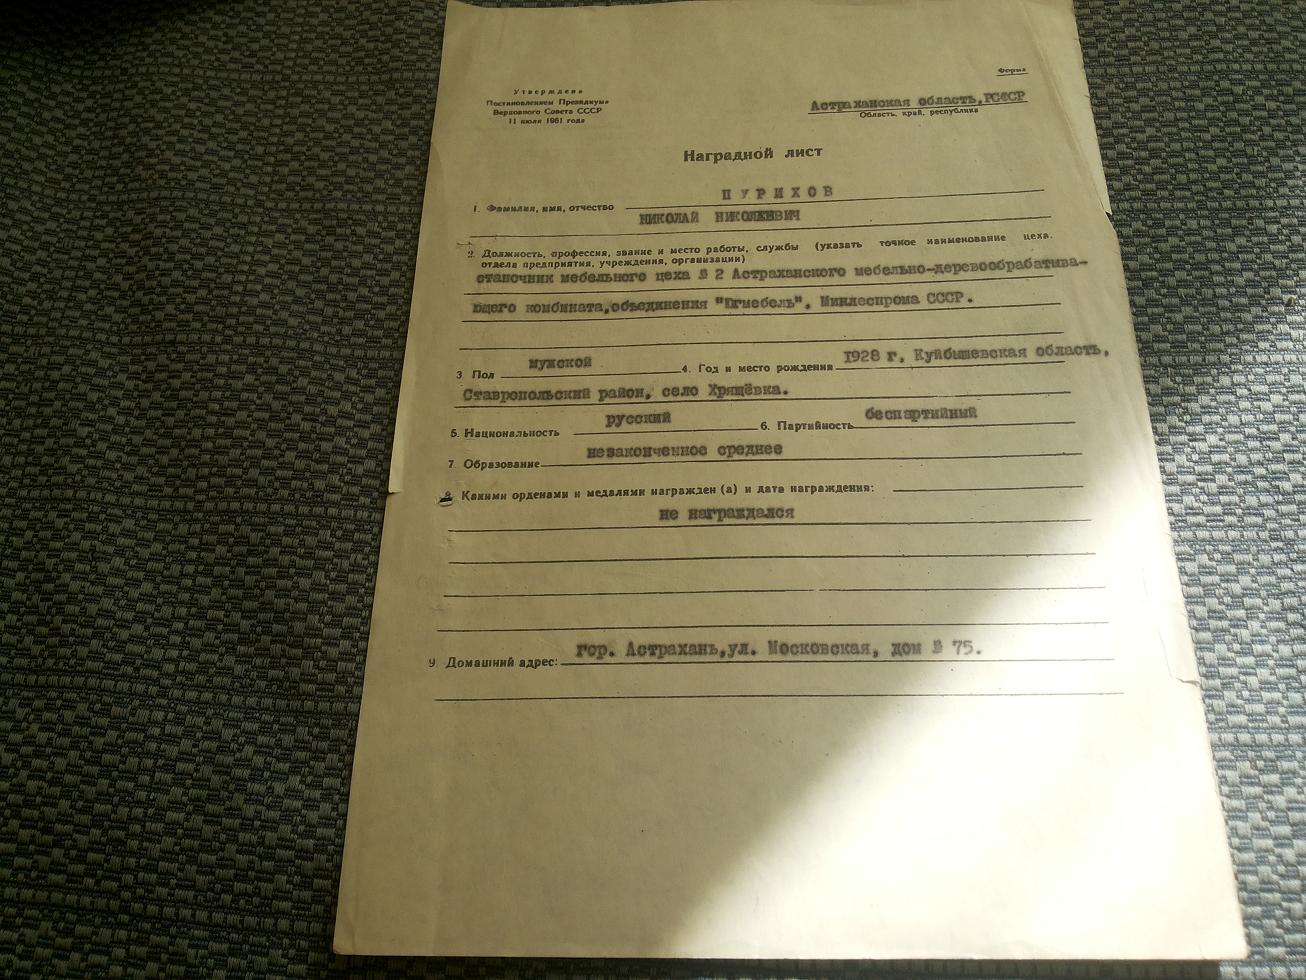 Форма
Утверждена
Постановлением Президиума
Верховного Совета СССР
11 июля 1961 года
Астраханская область, РСФСР
Область, край, республика
Наградной лист
ПУРИХОВ
1. Фамилия, имя, отчество
НИКОЛАЙ НИКОЛАЕВИЧ
2. Должность, профессия, звание и место работы, службы (указать точное наименование цеха.
отдела предприятия, учреждения, организации)
станочник мебельного цеха № 2 Астраханского мебельно-деревообрабатива-
ющего комбината, объединения "Югмебель", Минлеспрома СССР.
3 Пол мужской 4. Год и место рождения 1928 г, Куйбышевская область,
Ставропольский район, село Хрящёвка.
5. Национальность русский 6. Партийность беспартийный
7. Образование незаконченное среднее
8 Какими орденами и медалями награжден (а) и дата награждения:
не награждался
9. Домашний адрес: гор. Астрахань, ул. Московская, дом № 75.